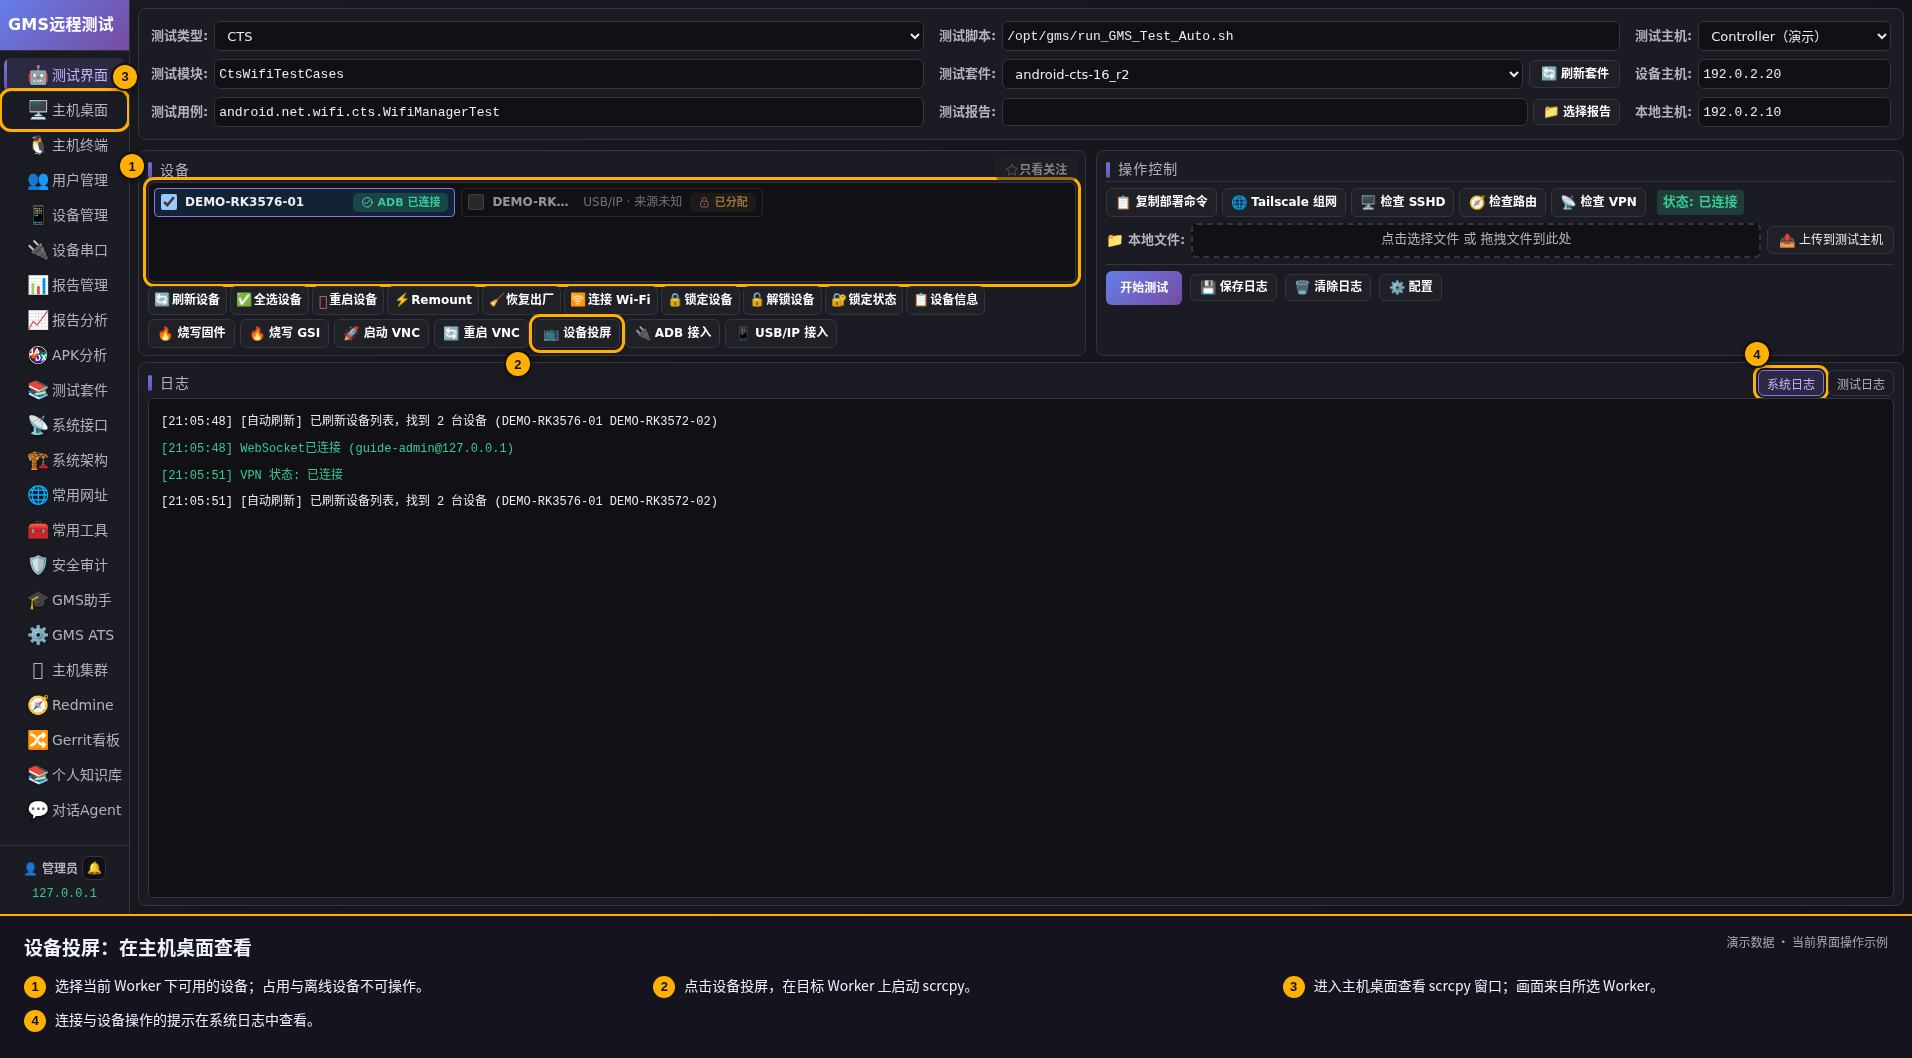 GMS远程测试
测试界面
主机桌面
主机终端
用户管理
设备管理
设备串口
报告管理
报告分析
APK分析
测试套件
系统接口
系统架构
常用网址
常用工具
安全审计
GMS助手
GMS ATS
主机集群
Redmine
Gerrit看板
个人知识库
对话Agent
管理员
127.0.0.1
测试类型: CTS
测试脚本: /opt/gms/run_GMS_Test_Auto.sh
测试主机: Controller（演示）
测试模块: CtsWifiTestCases
测试套件: android-cts-16_r2 刷新套件
设备主机: 192.0.2.20
测试用例: android.net.wifi.cts.WifiManagerTest
测试报告: 选择报告
本地主机: 192.0.2.10
3
1
设备
☆只看关注
DEMO-RK3576-01 ADB 已连接
DEMO-RK... USB/IP · 来源未知 已分配
刷新设备 全选设备 重启设备 Remount 恢复出厂 连接 Wi-Fi 锁定设备 解锁设备 锁定状态 设备信息
烧写固件 烧写 GSI 启动 VNC 重启 VNC 设备投屏 ADB 接入 USB/IP 接入
2
操作控制
复制部署命令 Tailscale 组网 检查 SSHD 检查路由 检查 VPN 状态: 已连接
本地文件: 点击选择文件 或 拖拽文件到此处 上传到测试主机
开始测试 保存日志 清除日志 配置
4
日志
系统日志 测试日志
[21:05:48] [自动刷新] 已刷新设备列表，找到 2 台设备 (DEMO-RK3576-01 DEMO-RK3572-02)
[21:05:48] WebSocket已连接 (guide-admin@127.0.0.1)
[21:05:51] VPN 状态: 已连接
[21:05:51] [自动刷新] 已刷新设备列表，找到 2 台设备 (DEMO-RK3576-01 DEMO-RK3572-02)
设备投屏：在主机桌面查看
演示数据 · 当前界面操作示例
1 选择当前 Worker 下可用的设备；占用与离线设备不可操作。
2 点击设备投屏，在目标 Worker 上启动 scrcpy。
3 进入主机桌面查看 scrcpy 窗口；画面来自所选 Worker。
4 连接与设备操作的提示在系统日志中查看。